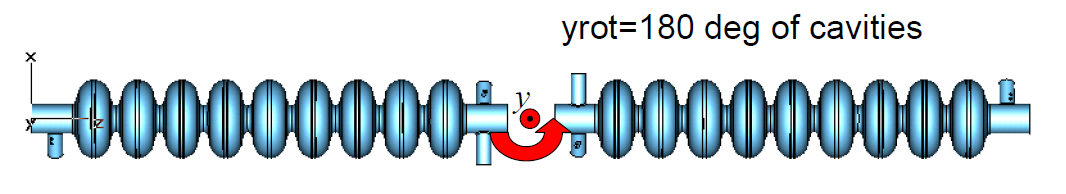 yrot=180 deg of cavities
x
y
y
z